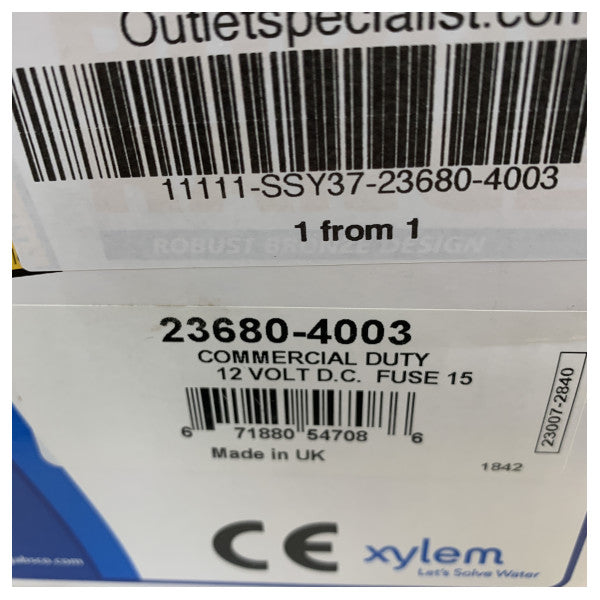 Outletspecialist.com
11111-SSY37-23680-4003
1 from 1
ROBUST BRONZE DESIGN
23680-4003
COMMERCIAL DUTY
12 VOLT D.C. FUSE 15
6 71880 54708 6
23007-2840
Made in UK
1842
CE xylem
Let's Solve Water